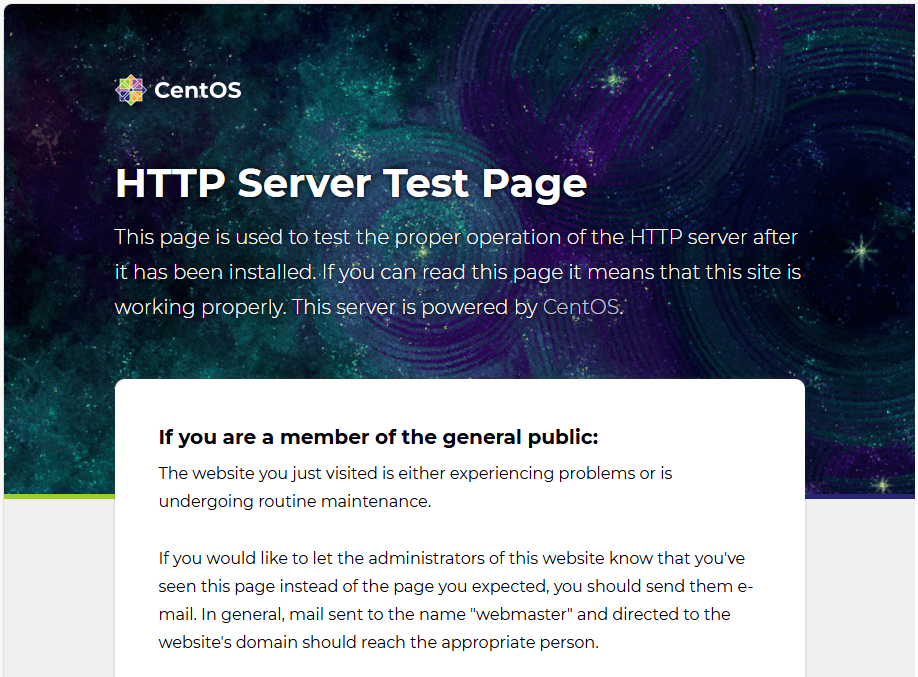 CentOS
HTTP Server Test Page
This page is used to test the proper operation of the HTTP server after
it has been installed. If you can read this page it means that this site is
working properly. This server is powered by CentOS.
If you are a member of the general public:
The website you just visited is either experiencing problems or is
undergoing routine maintenance.
If you would like to let the administrators of this website know that you've
seen this page instead of the page you expected, you should send them e-
mail. In general, mail sent to the name "webmaster" and directed to the
website's domain should reach the appropriate person.